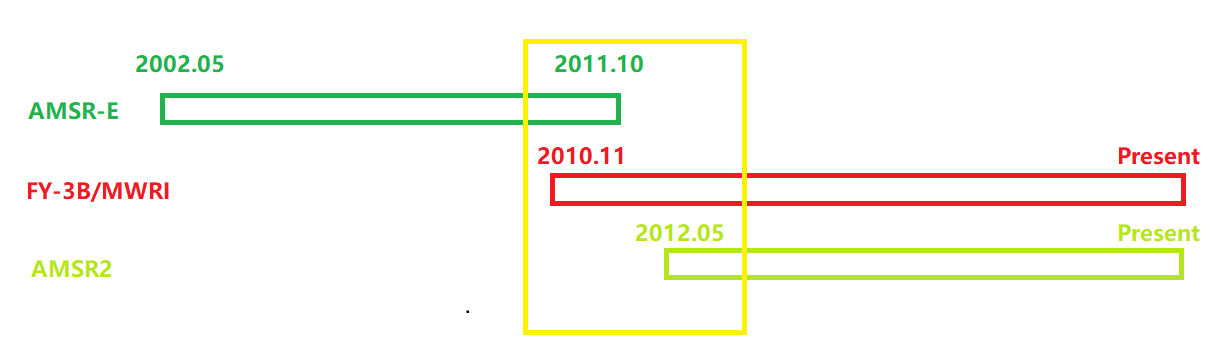 2002.05
2011.10
AMSR-E
2010.11
Present
FY-3B/MWRI
2012.05
Present
AMSR2